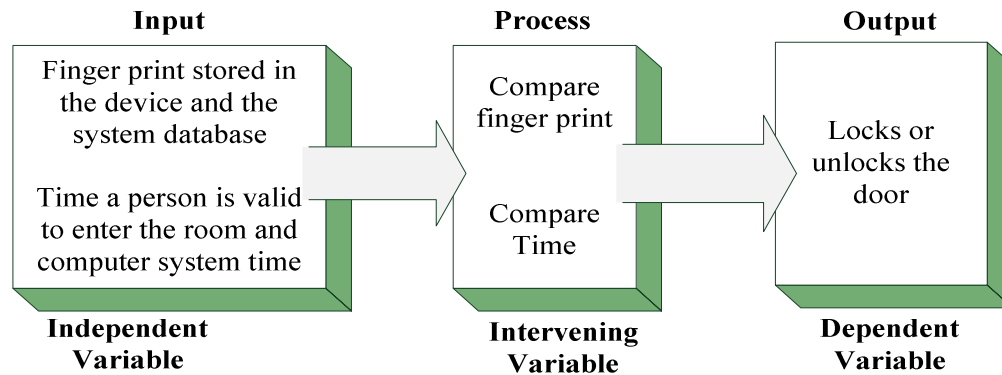 Input
Finger print stored in
the device and the
system database
Time a person is valid
to enter the room and
computer system time
Independent
Variable
Process
Compare
finger print
Compare
Time
Intervening
Variable
Output
Locks or
unlocks the
door
Dependent
Variable